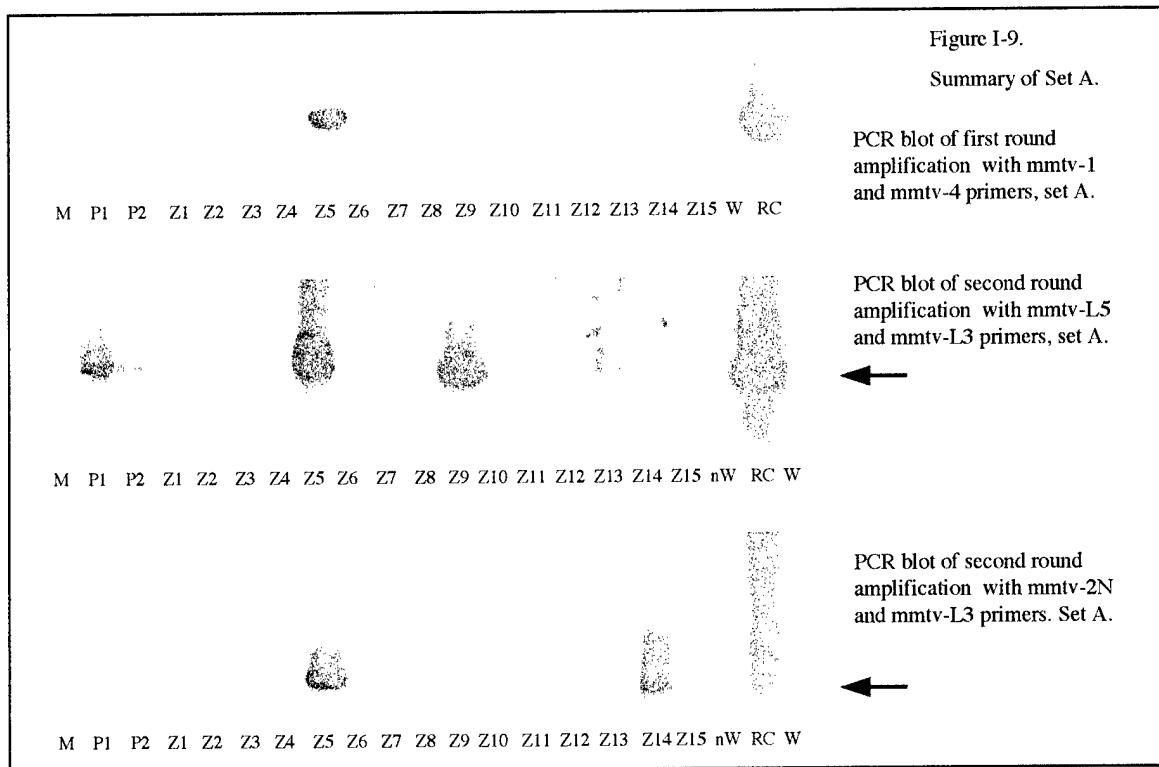 Figure I-9.
Summary of Set A.
PCR blot of first round
amplification with mmtv-1
and mmtv-4 primers, set A.
M P1 P2 Z1 Z2 Z3 Z4 Z5 Z6 Z7 Z8 Z9 Z10 Z11 Z12 Z13 Z14 Z15 W RC
PCR blot of second round
amplification with mmtv-L5
and mmtv-L3 primers, set A.
M P1 P2 Z1 Z2 Z3 Z4 Z5 Z6 Z7 Z8 Z9 Z10 Z11 Z12 Z13 Z14 Z15 nW RC W
PCR blot of second round
amplification with mmtv-2N
and mmtv-L3 primers. Set A.
M P1 P2 Z1 Z2 Z3 Z4 Z5 Z6 Z7 Z8 Z9 Z10 Z11 Z12 Z13 Z14 Z15 nW RC W